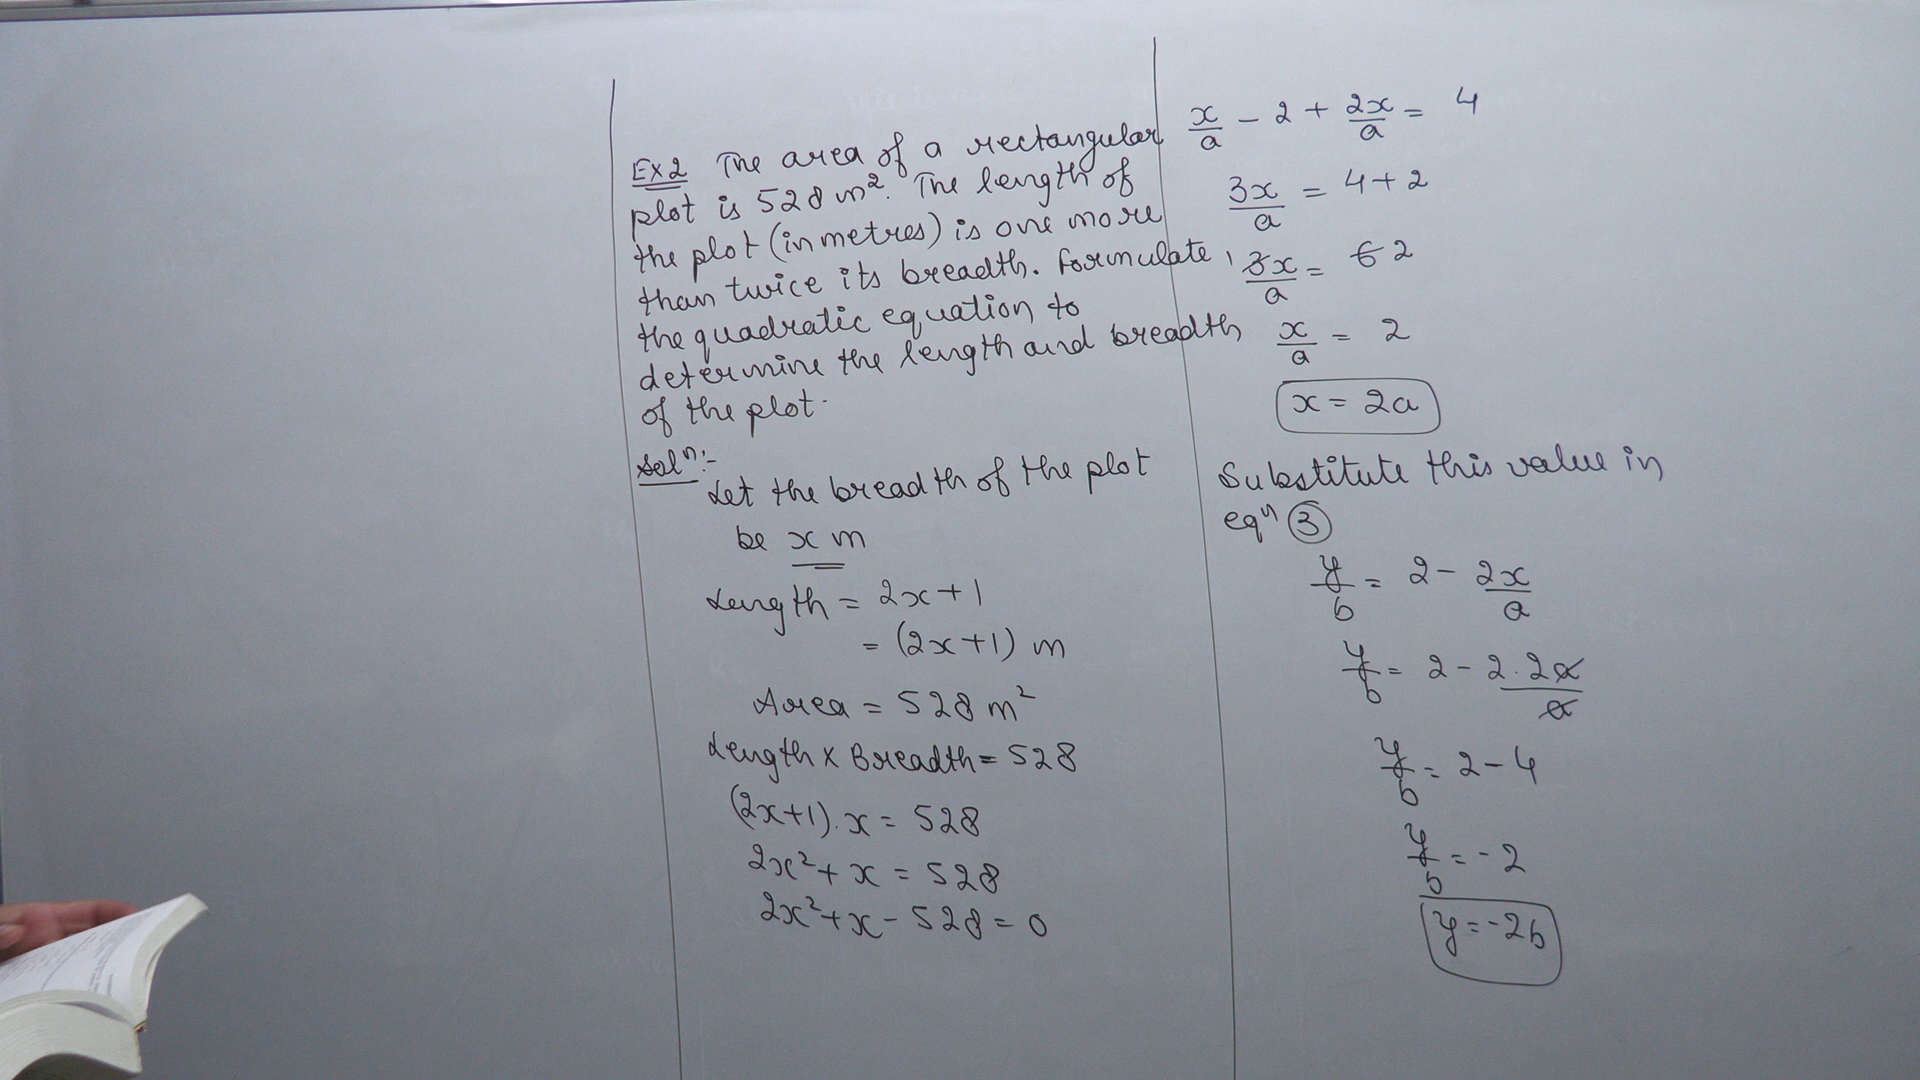 Ex2 The area of a rectangular
plot is 528 m². The length of
the plot (in metres) is one more
than twice its breadth. Formulate
the quadratic equation to
determine the length and breadth
of the plot.
Solⁿ:-
Let the breadth of the plot
be x m
Length = 2x+1
= (2x+1) m
Area = 528 m²
Length x Breadth = 528
(2x+1).x = 528
2x²+x = 528
2x²+x-528 = 0
x/a - 2 + 2x/a = 4
3x/a = 4+2
3x/a = 6 2
x/a = 2
x = 2a
Substitute this value in
eqⁿ ③
y/b = 2 - 2x/a
y/b = 2 - 2.2a/a
y/b = 2-4
y/b = -2
y = -2b